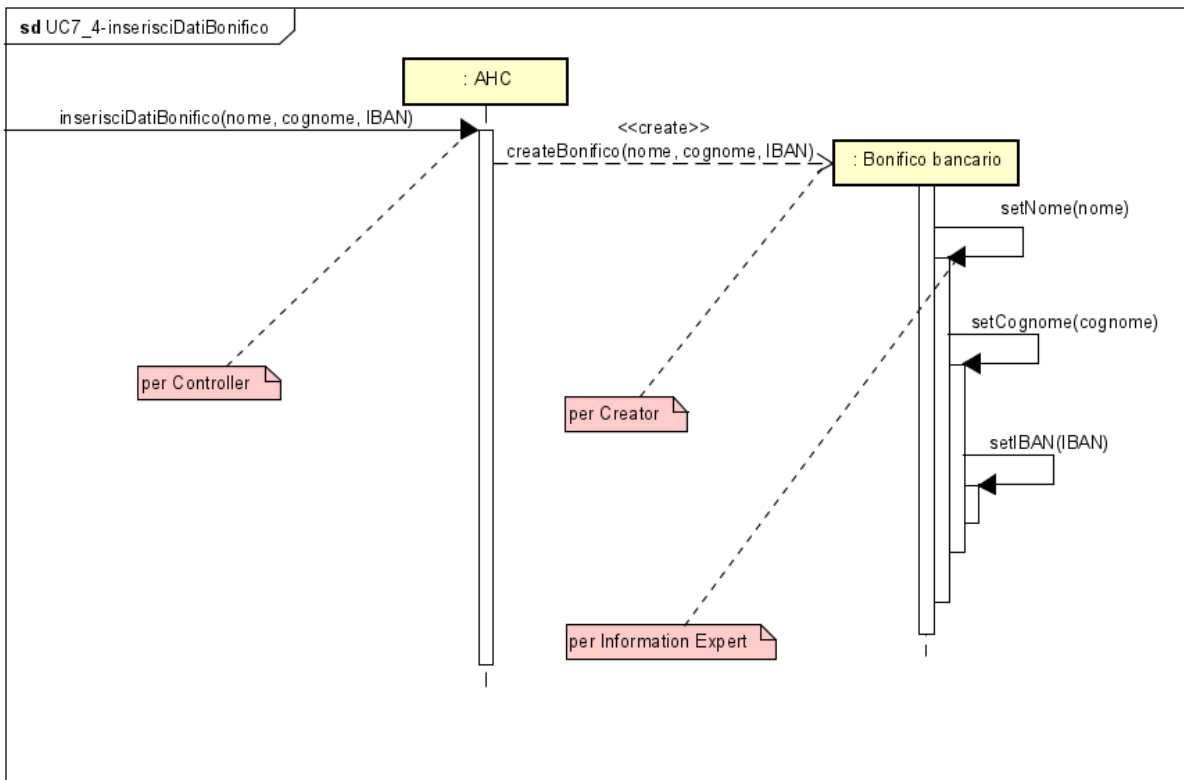 sd UC7_4-inserisciDatiBonifico
: AHC
inserisciDatiBonifico(nome, cognome, IBAN)
<<create>>
createBonifico(nome, cognome, IBAN)
: Bonifico bancario
setNome(nome)
setCognome(cognome)
per Controller
per Creator
setIBAN(IBAN)
per Information Expert